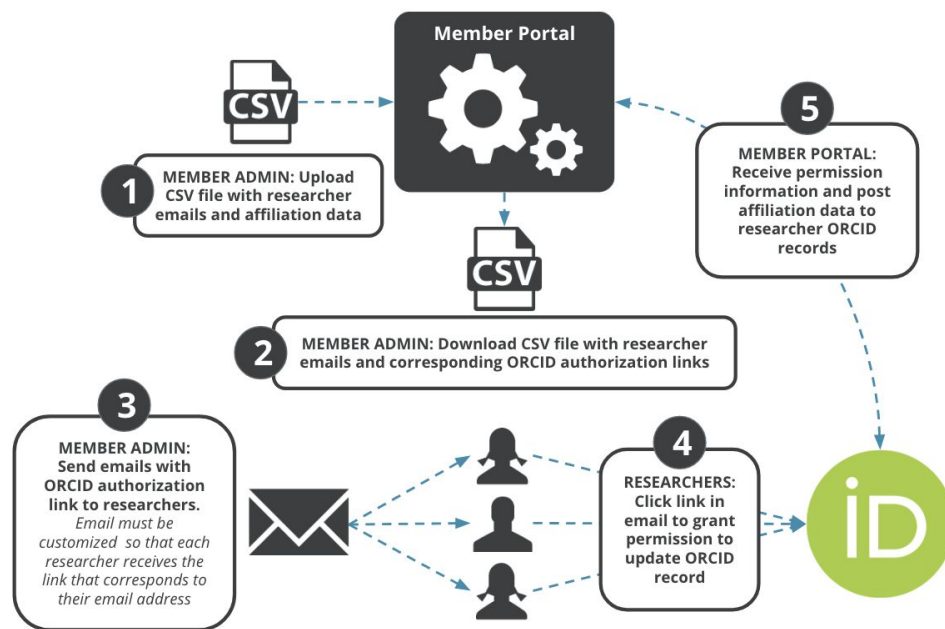 Member Portal
CSV
1
MEMBER ADMIN: Upload
CSV file with researcher
emails and affiliation data
CSV
2
MEMBER ADMIN: Download CSV file with researcher
emails and corresponding ORCID authorization links
3
MEMBER ADMIN:
Send emails with
ORCID authorization
link to researchers.
Email must be
customized so that each
researcher receives the
link that corresponds to
their email address
4
RESEARCHERS:
Click link in
email to grant
permission to
update ORCID
record
5
MEMBER PORTAL:
Receive permission
information and post
affiliation data to
researcher ORCID
records
iD